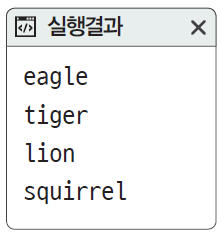 실행결과
eagle
tiger
lion
squirrel